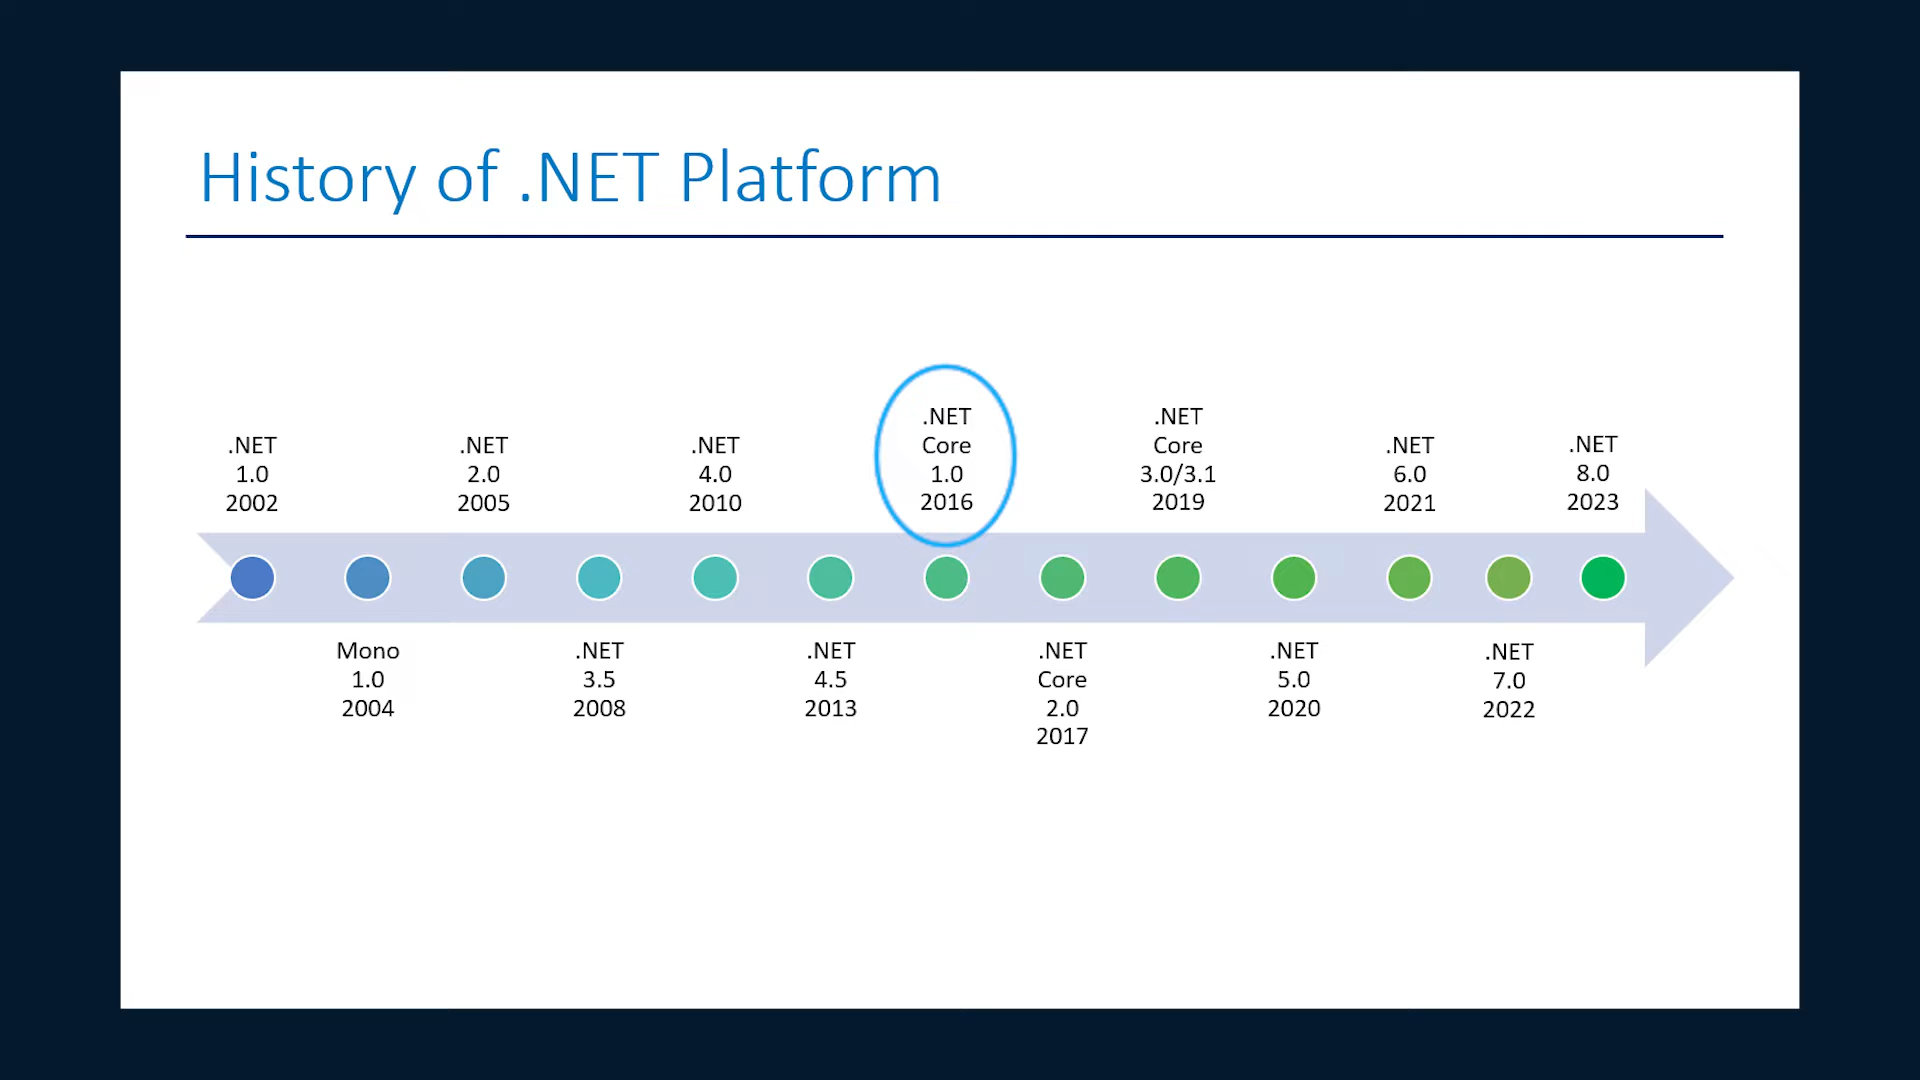 History of .NET Platform
.NET
1.0
2002
Mono
1.0
2004
.NET
2.0
2005
.NET
3.5
2008
.NET
4.0
2010
.NET
4.5
2013
.NET
Core
1.0
2016
.NET
Core
2.0
2017
.NET
Core
3.0/3.1
2019
.NET
5.0
2020
.NET
6.0
2021
.NET
7.0
2022
.NET
8.0
2023